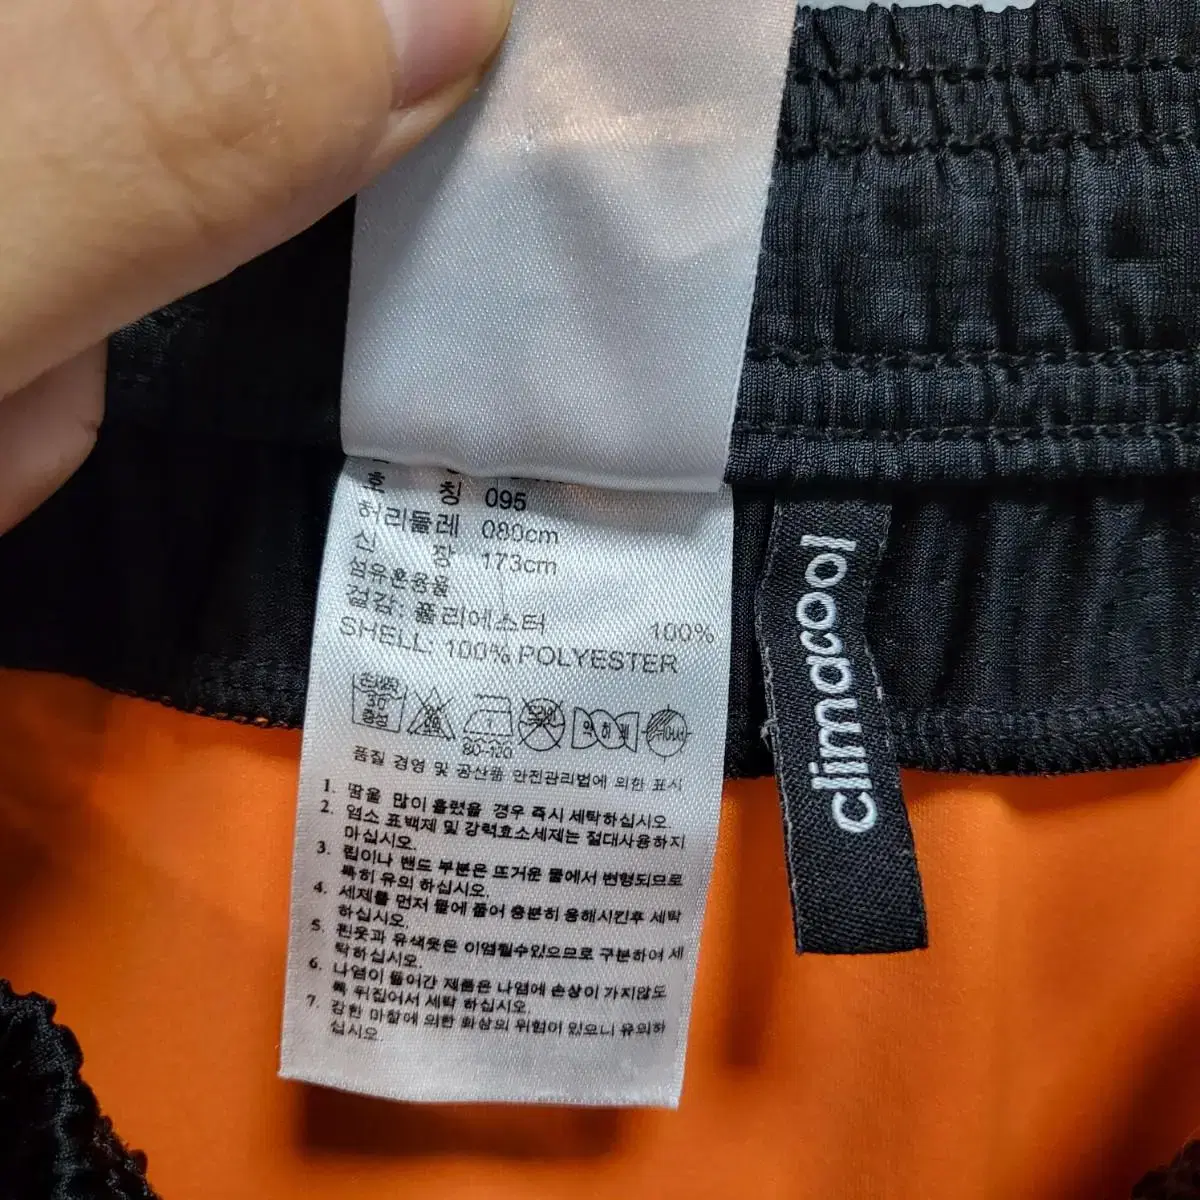 호 칭 095
허리둘레 080cm
신 장 173cm
섬유혼용율
겉감: 폴리에스터 100%
SHELL: 100% POLYESTER
30
중성
80-120
약하게
품질 경영 및 공산품 안전관리법에 의한 표시
1. 땀을 많이 흘렸을 경우 즉시 세탁하십시오.
2. 염소 표백제 및 강력효소세제는 절대사용하지
마십시오.
3. 립이나 밴드 부분은 뜨거운 물에서 변형되므로
특히 유의 하십시오.
4. 세제를 먼저 물에 풀어 충분히 용해시킨후 세탁
하십시오.
5. 흰옷과 유색옷은 이염될수있으므로 구분하여 세
탁하십시오.
6. 나염이 들어간 제품은 나염에 손상이 가지않도
록 뒤집어서 세탁 하십시오.
7. 강한 마찰에 의한 화상의 위험이 있으니 유의하
십시오.
climacool